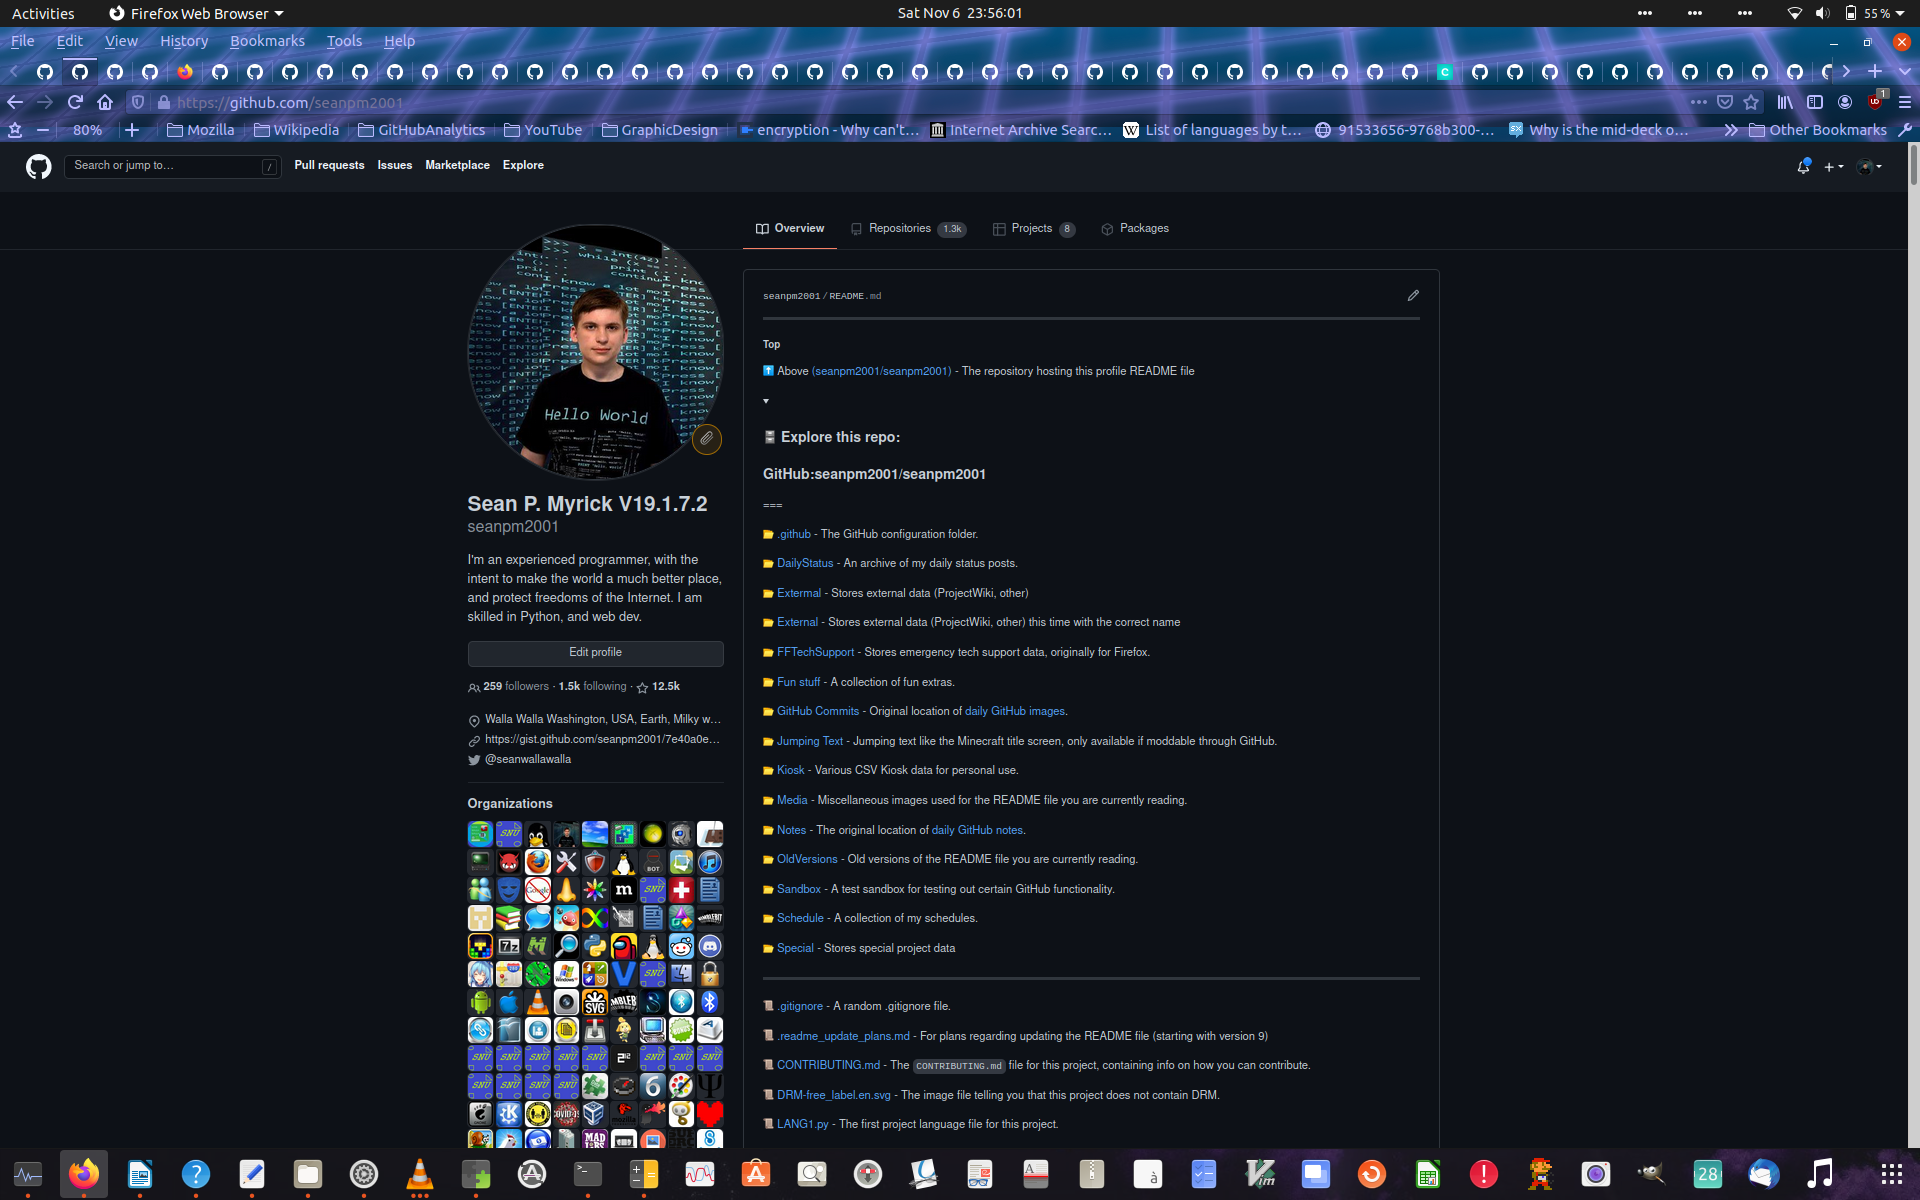 Activities
Firefox Web Browser
Sat Nov 6 23:56:01
55 %
File Edit View History Bookmarks Tools Help
https://github.com/seanpm2001
80%
Mozilla
Wikipedia
GitHubAnalytics
YouTube
GraphicDesign
encryption - Why can't…
Internet Archive Searc…
List of languages by t…
91533656-9768b300-…
Why is the mid-deck o…
Other Bookmarks
Search or jump to…
/
Pull requests Issues Marketplace Explore
Overview
Repositories 1.3k
Projects 8
Packages
Hello World
Sean P. Myrick V19.1.7.2
seanpm2001
I'm an experienced programmer, with the
intent to make the world a much better place,
and protect freedoms of the Internet. I am
skilled in Python, and web dev.
Edit profile
259 followers · 1.5k following · 12.5k
Walla Walla Washington, USA, Earth, Milky w…
https://gist.github.com/seanpm2001/7e40a0e…
@seanwallawalla
Organizations
seanpm2001/README.md
Top
Above (seanpm2001/seanpm2001) - The repository hosting this profile README file
Explore this repo:
GitHub:seanpm2001/seanpm2001
===
.github - The GitHub configuration folder.
DailyStatus - An archive of my daily status posts.
Extermal - Stores external data (ProjectWiki, other)
External - Stores external data (ProjectWiki, other) this time with the correct name
FFTechSupport - Stores emergency tech support data, originally for Firefox.
Fun stuff - A collection of fun extras.
GitHub Commits - Original location of daily GitHub images.
Jumping Text - Jumping text like the Minecraft title screen, only available if moddable through GitHub.
Kiosk - Various CSV Kiosk data for personal use.
Media - Miscellaneous images used for the README file you are currently reading.
Notes - The original location of daily GitHub notes.
OldVersions - Old versions of the README file you are currently reading.
Sandbox - A test sandbox for testing out certain GitHub functionality.
Schedule - A collection of my schedules.
Special - Stores special project data
.gitignore - A random .gitignore file.
.readme_update_plans.md - For plans regarding updating the README file (starting with version 9)
CONTRIBUTING.md - The CONTRIBUTING.md file for this project, containing info on how you can contribute.
DRM-free_label.en.svg - The image file telling you that this project does not contain DRM.
LANG1.py - The first project language file for this project.
28